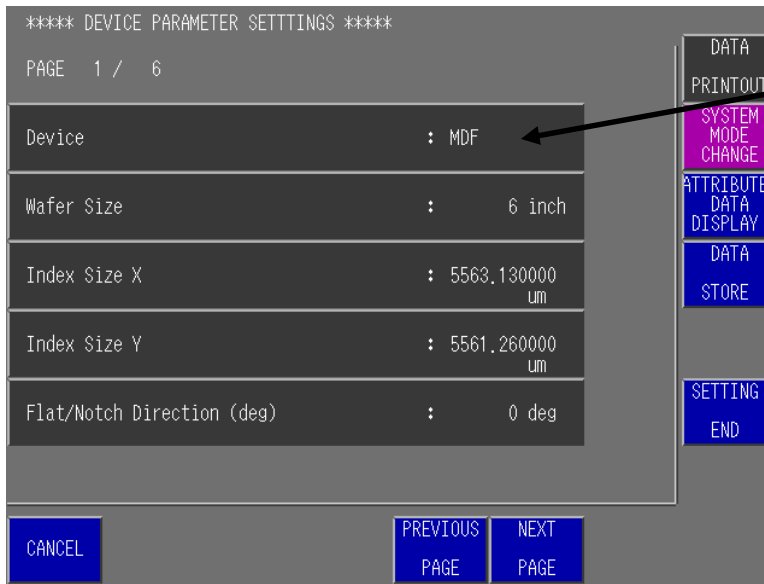 ***** DEVICE PARAMETER SETTTINGS *****
PAGE 1 / 6
Device : MDF
Wafer Size : 6 inch
Index Size X : 5563.130000
um
Index Size Y : 5561.260000
um
Flat/Notch Direction (deg) : 0 deg
DATA
PRINTOUT
SYSTEM
MODE
CHANGE
ATTRIBUTE
DATA
DISPLAY
DATA
STORE
SETTING
END
CANCEL
PREVIOUS
PAGE
NEXT
PAGE